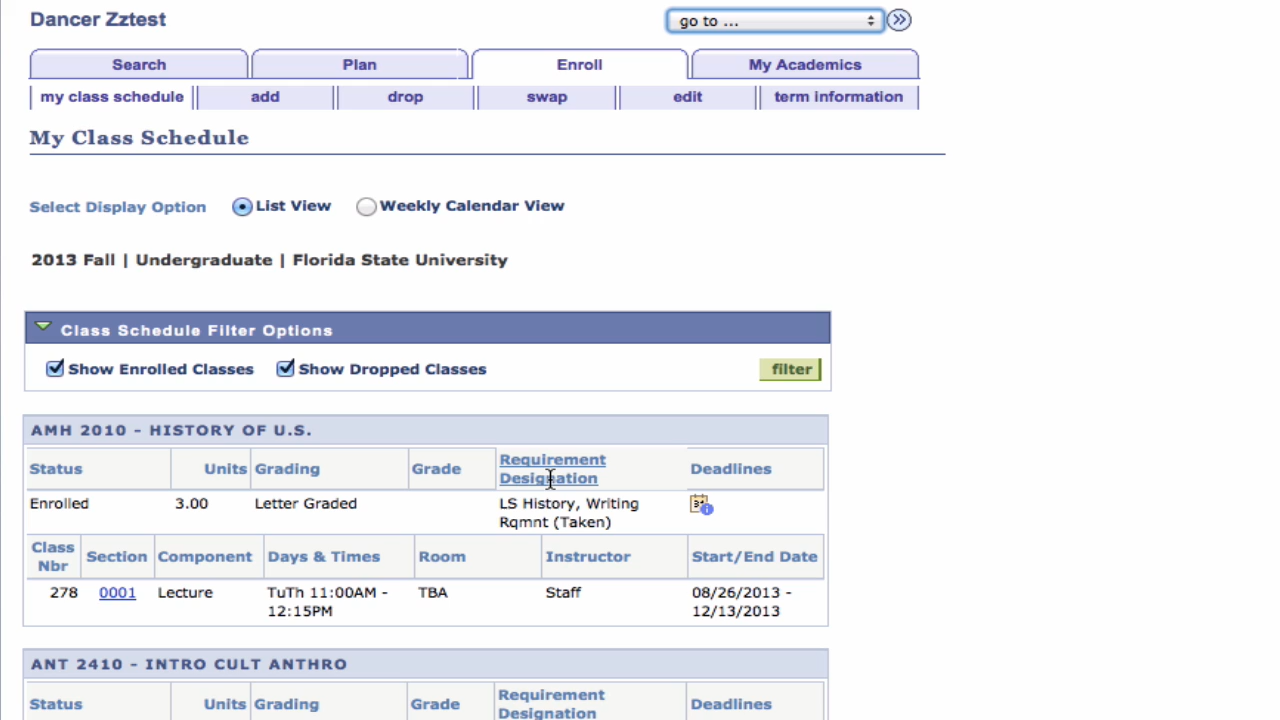 Dancer Zztest
go to ...
Search Plan Enroll My Academics
my class schedule add drop swap edit term information
My Class Schedule
Select Display Option List View Weekly Calendar View
2013 Fall | Undergraduate | Florida State University
Class Schedule Filter Options
Show Enrolled Classes Show Dropped Classes filter
AMH 2010 - HISTORY OF U.S.
Status Units Grading Grade Requirement Designation Deadlines
Enrolled 3.00 Letter Graded LS History, Writing Rqmnt (Taken)
Class Nbr Section Component Days & Times Room Instructor Start/End Date
278 0001 Lecture TuTh 11:00AM - 12:15PM TBA Staff 08/26/2013 - 12/13/2013
ANT 2410 - INTRO CULT ANTHRO
Status Units Grading Grade Requirement Designation Deadlines